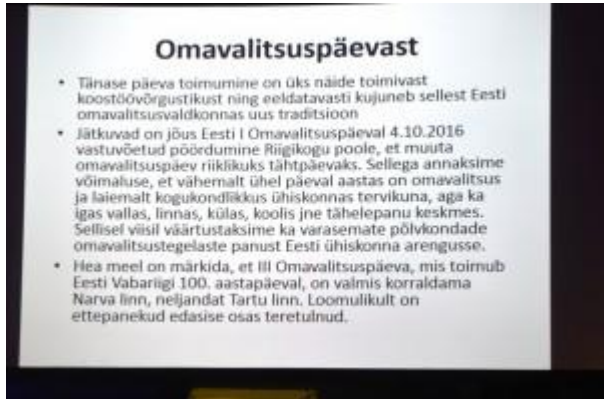 Omavalitsuspäevast
• Tänase päeva toimumine on üks näide toimivast
koostöövõrgustikust ning eeldatavasti kujuneb sellest Eesti
omavalitsusvaldkonnas uus traditsioon
• Jätkuvad on jõus Eesti I Omavalitsuspäeval 4.10.2016
vastuvõetud pöördumine Riigikogu poole, et muuta
omavalitsuspäev riiklikuks tähtpäevaks. Sellega annaksime
võimaluse, et vähemalt ühel päeval aastas on omavalitsus
ja laiemalt kogukondlikkus ühiskonnas tervikuna, aga ka
igas vallas, linnas, külas, koolis jne tähelepanu keskmes.
Sellisel viisil väärtustaksime ka varasemate põlvkondade
omavalitsustegelaste panust Eesti ühiskonna arengusse.
• Hea meel on märkida, et III Omavalitsuspäeva, mis toimub
Eesti Vabariigi 100. aastapäeval, on valmis korraldama
Narva linn, neljandat Tartu linn. Loomulikult on
ettepanekud edasise osas teretulnud.